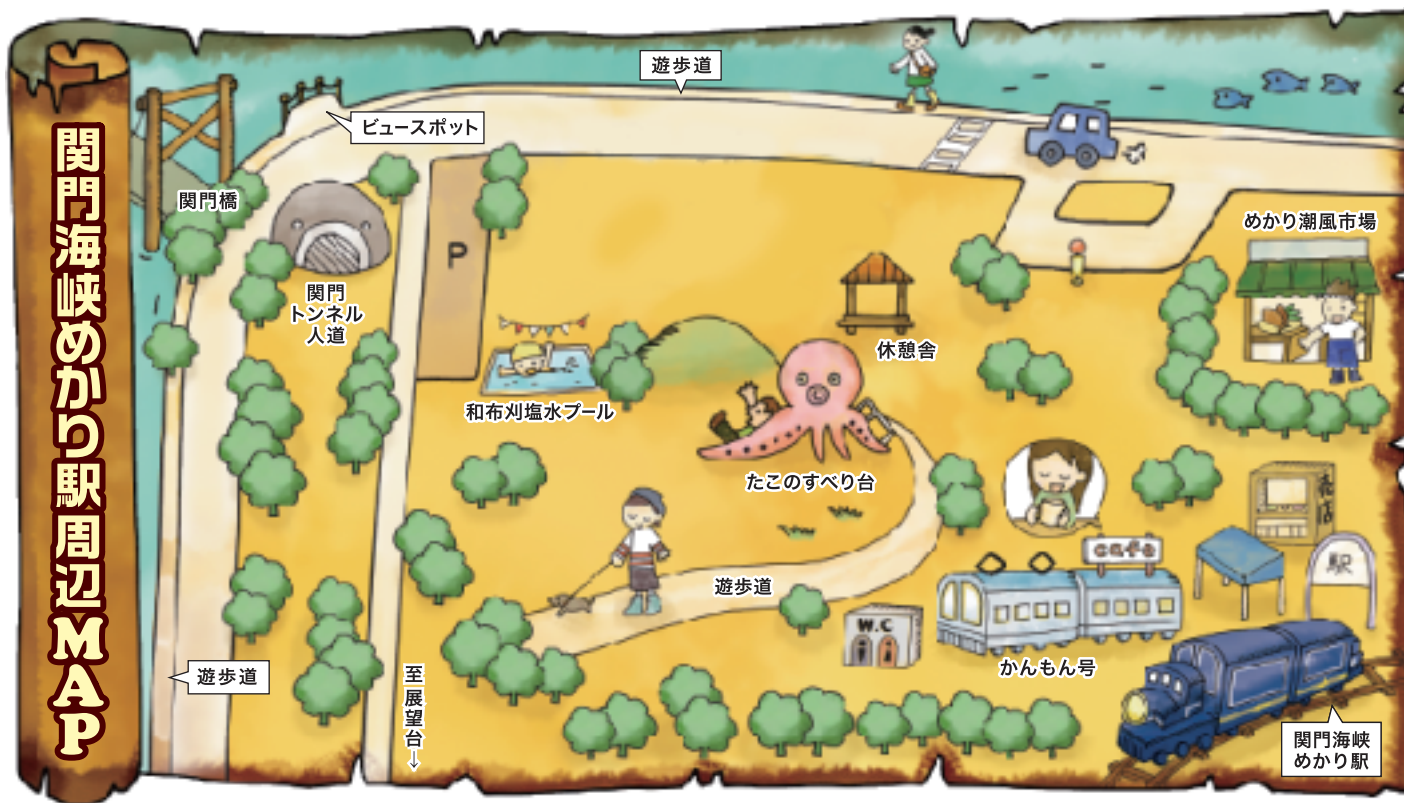 関門海峡めかり駅周辺MAP
遊歩道
ビュースポット
関門橋
関門
トンネル
人道
P
めかり潮風市場
休憩舎
和布刈塩水プール
たこのすべり台
売店
cafe
駅
遊歩道
W.C
かんもん号
遊歩道
至展望台↓
関門海峡
めかり駅